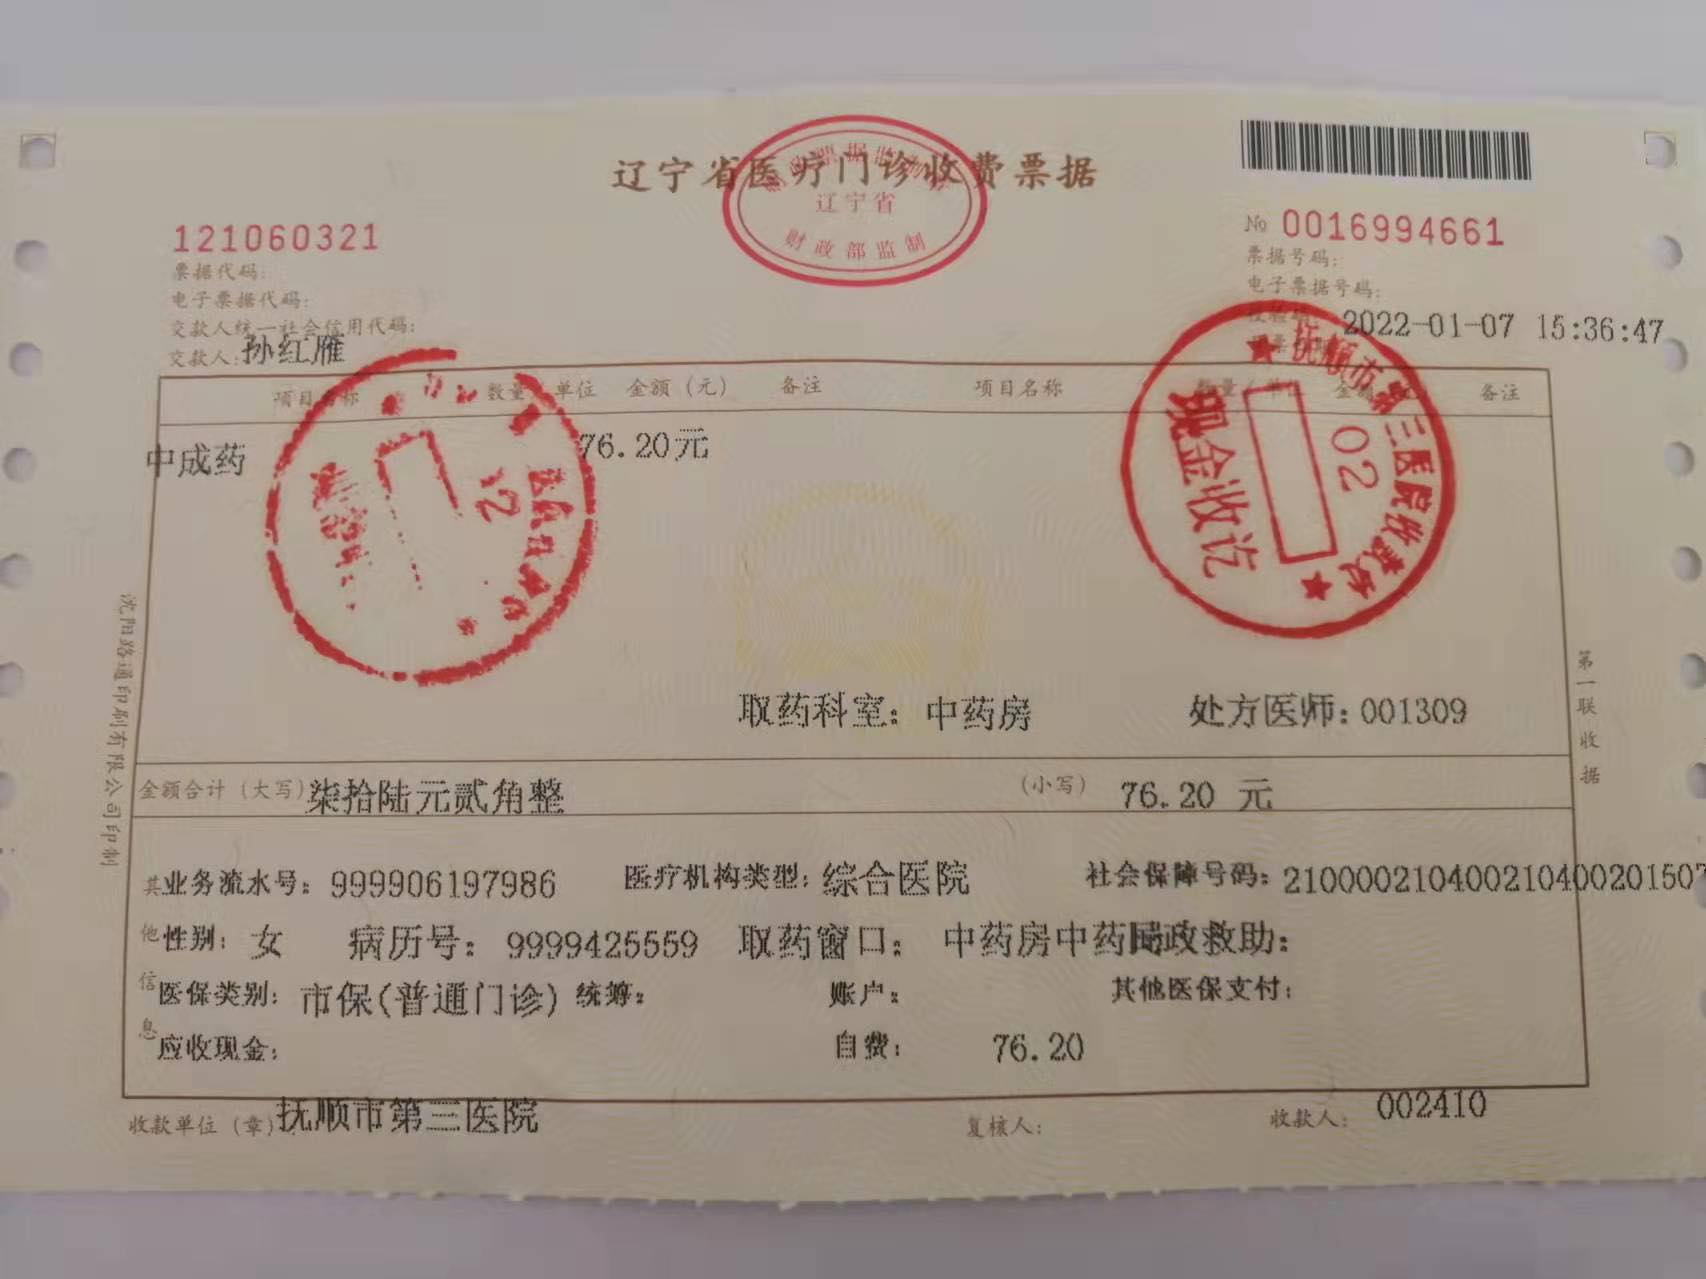 辽宁省医疗门诊收费票据
辽宁省
财政部监制
121060321
№ 0016994661
票据代码:
票据号码:
电子票据代码:
电子票据号码:
交款人统一社会信用代码:
2022-01-07 15:36:47
交款人:孙红雁
项目名称 数量/单位 金额(元) 备注 项目名称 数量/单位 备注
中成药 76.20元
抚顺市第三医院收款处
02
现金收讫
取药科室: 中药房 处方医师:001309
金额合计(大写)柒拾陆元贰角整 (小写) 76.20 元
其他信息
业务流水号: 999906197986 医疗机构类型: 综合医院 社会保障号码: 210000210400210400201507
性别: 女 病历号: 9999425559 取药窗口: 中药房中药 民政救助:
医保类别: 市保(普通门诊) 统筹: 账户: 其他医保支付:
应收现金: 自费: 76.20
收款单位(章):抚顺市第三医院 复核人: 收款人: 002410
沈阳路通印刷有限公司印制
第一联 收据